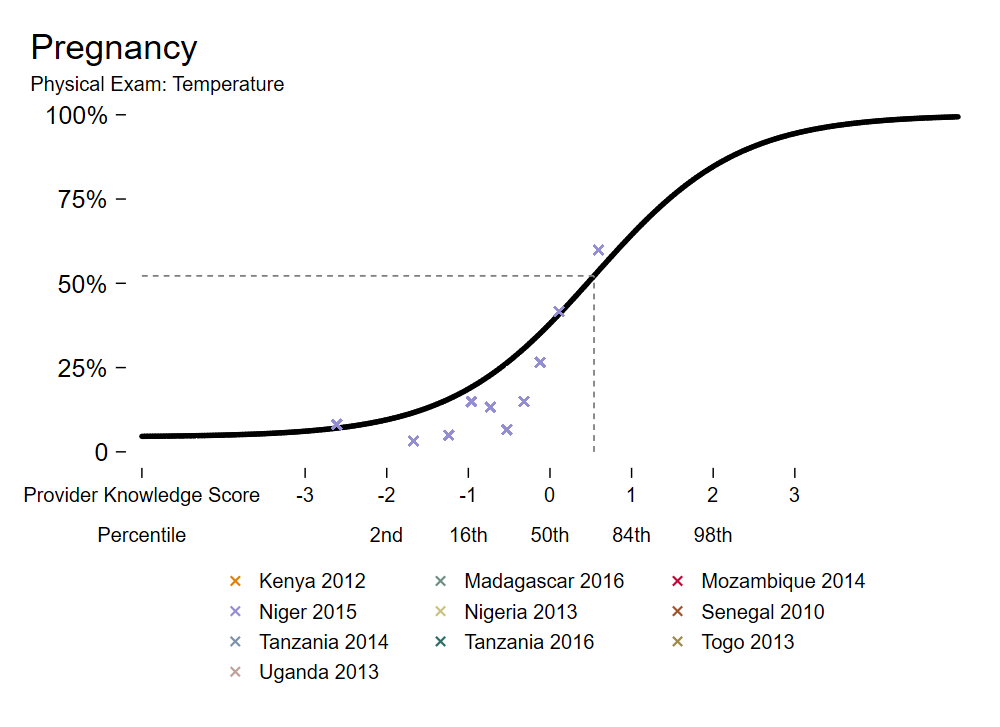 Pregnancy
Physical Exam: Temperature
100%
75%
50%
25%
0
Provider Knowledge Score -3 -2 -1 0 1 2 3
Percentile 2nd 16th 50th 84th 98th
Kenya 2012 Madagascar 2016 Mozambique 2014
Niger 2015 Nigeria 2013 Senegal 2010
Tanzania 2014 Tanzania 2016 Togo 2013
Uganda 2013